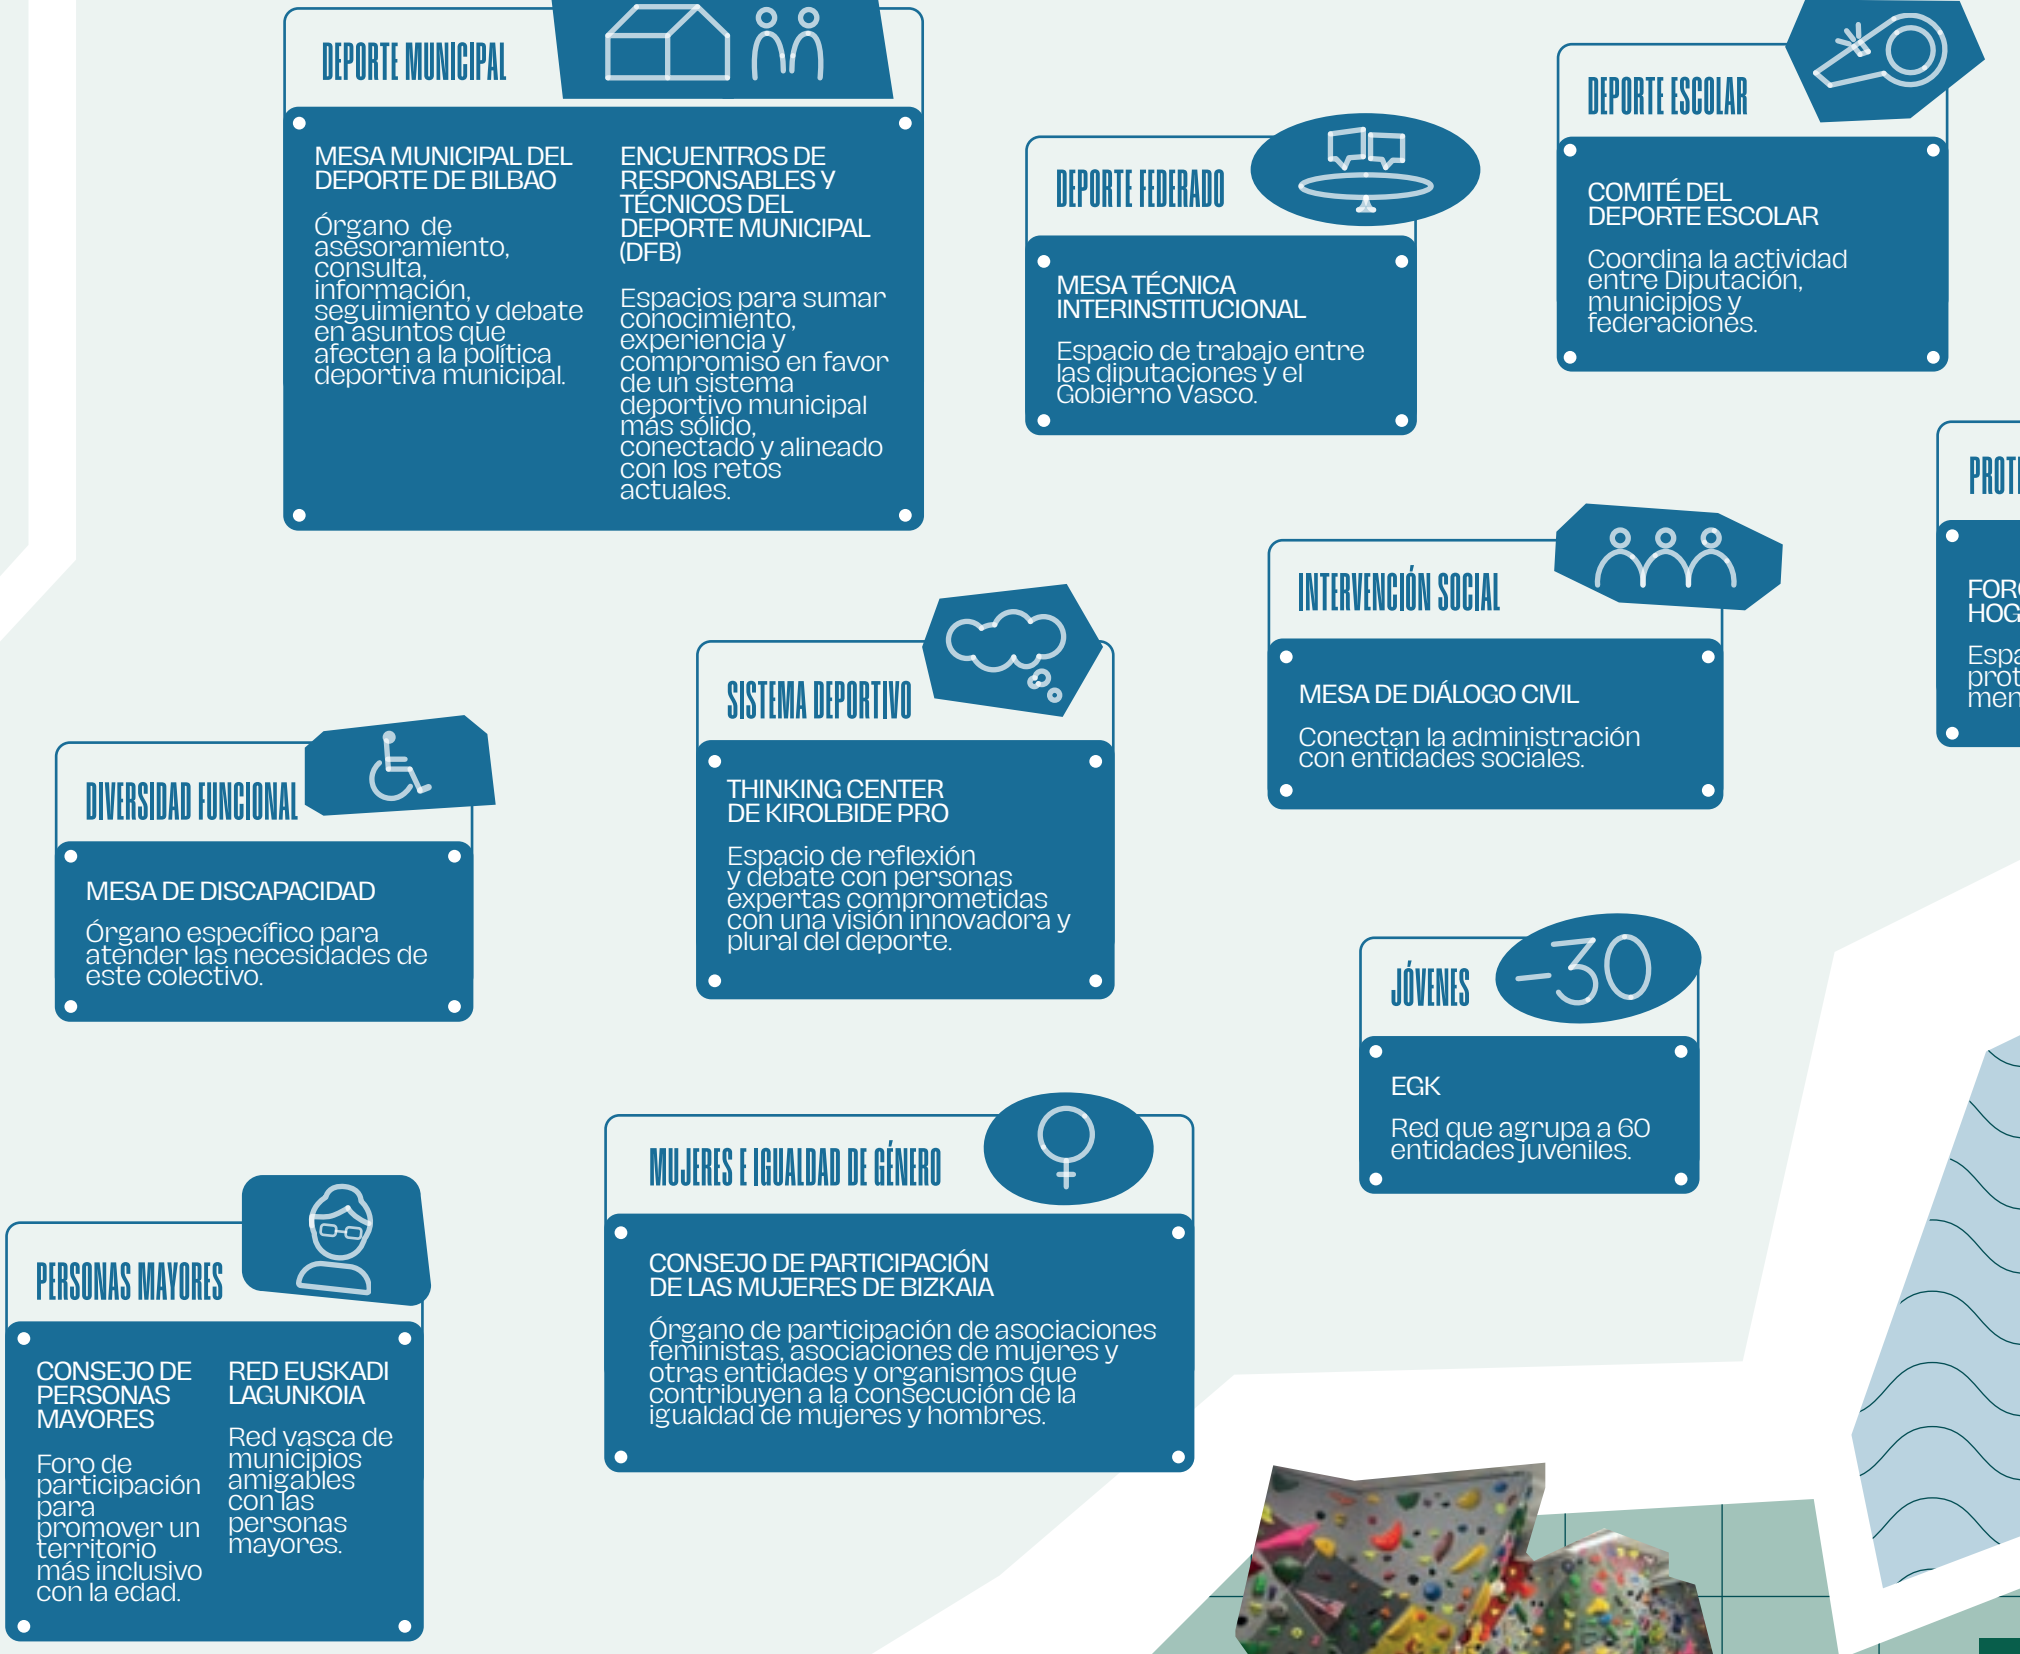 DEPORTE MUNICIPAL
MESA MUNICIPAL DEL
DEPORTE DE BILBAO
Órgano de
asesoramiento,
consulta,
información,
seguimiento y debate
en asuntos que
afecten a la política
deportiva municipal.
ENCUENTROS DE
RESPONSABLES Y
TÉCNICOS DEL
DEPORTE MUNICIPAL
(DFB)
Espacios para sumar
conocimiento,
experiencia y
compromiso en favor
de un sistema
deportivo municipal
más sólido,
conectado y alineado
con los retos
actuales.
DEPORTE FEDERADO
MESA TÉCNICA
INTERINSTITUCIONAL
Espacio de trabajo entre
las diputaciones y el
Gobierno Vasco.
DEPORTE ESCOLAR
COMITÉ DEL
DEPORTE ESCOLAR
Coordina la actividad
entre Diputación,
municipios y
federaciones.
INTERVENCIÓN SOCIAL
MESA DE DIÁLOGO CIVIL
Conectan la administración
con entidades sociales.
SISTEMA DEPORTIVO
THINKING CENTER
DE KIROLBIDE PRO
Espacio de reflexión
y debate con personas
expertas comprometidas
con una visión innovadora y
plural del deporte.
DIVERSIDAD FUNCIONAL
MESA DE DISCAPACIDAD
Órgano específico para
atender las necesidades de
este colectivo.
JÓVENES
-30
EGK
Red que agrupa a 60
entidades juveniles.
MUJERES E IGUALDAD DE GÉNERO
CONSEJO DE PARTICIPACIÓN
DE LAS MUJERES DE BIZKAIA
Órgano de participación de asociaciones
feministas, asociaciones de mujeres y
otras entidades y organismos que
contribuyen a la consecución de la
igualdad de mujeres y hombres.
PERSONAS MAYORES
CONSEJO DE
PERSONAS
MAYORES
Foro de
participación
para
promover un
territorio
más inclusivo
con la edad.
RED EUSKADI
LAGUNKOIA
Red vasca de
municipios
amigables
con las
personas
mayores.